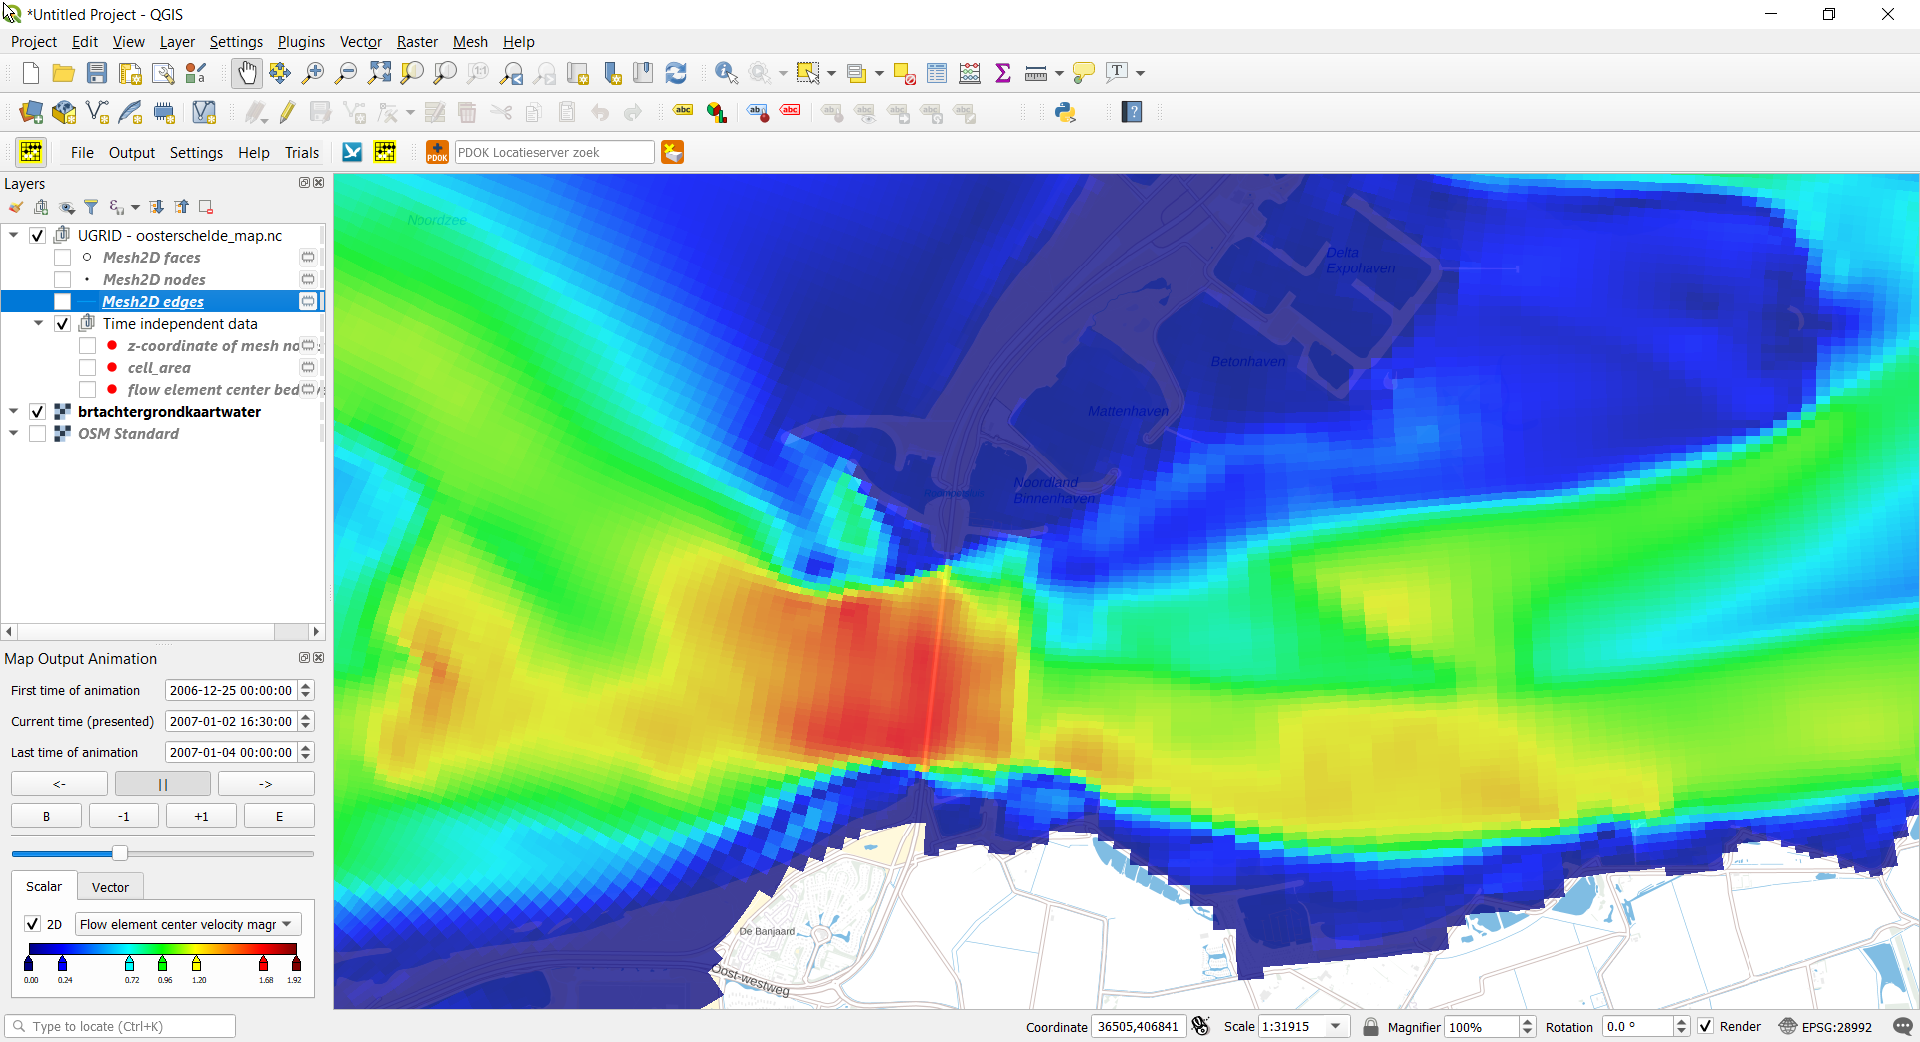 *Untitled Project - QGIS
Project Edit View Layer Settings Plugins Vector Raster Mesh Help
File Output Settings Help Trials PDOK PDOK Locatieserver zoek
Layers
UGRID - oosterschelde_map.nc
Mesh2D faces
Mesh2D nodes
Mesh2D edges
Time independent data
z-coordinate of mesh no
cell_area
flow element center bed
brtachtergrondkaartwater
OSM Standard
Map Output Animation
First time of animation 2006-12-25 00:00:00
Current time (presented) 2007-01-02 16:30:00
Last time of animation 2007-01-04 00:00:00
<- || ->
B -1 +1 E
Scalar Vector
2D Flow element center velocity magr
0.00 0.24 0.72 0.96 1.20 1.68 1.92
Noordzee
Delta
Expohaven
Betonhaven
Mattenhaven
Noordland
Binnenhaven
De Banjaard
Oost-westweg
Type to locate (Ctrl+K)
Coordinate 36505,406841 Scale 1:31915 Magnifier 100% Rotation 0.0 ° Render EPSG:28992